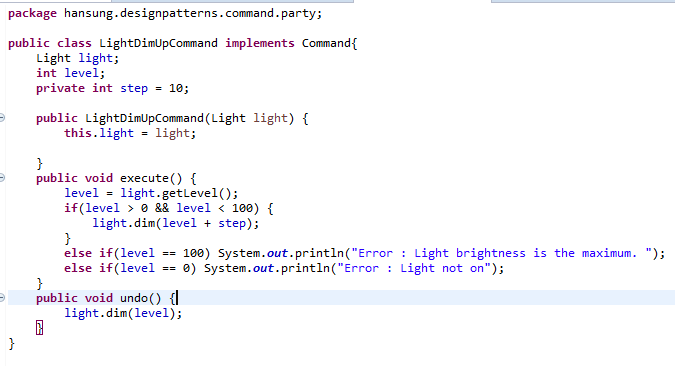 package hansung.designpatterns.command.party;
public class LightDimUpCommand implements Command{
Light light;
int level;
private int step = 10;
public LightDimUpCommand(Light light) {
this.light = light;
}
public void execute() {
level = light.getLevel();
if(level > 0 && level < 100) {
light.dim(level + step);
}
else if(level == 100) System.out.println("Error : Light brightness is the maximum. ");
else if(level == 0) System.out.println("Error : Light not on");
}
public void undo() {
light.dim(level);
}
}